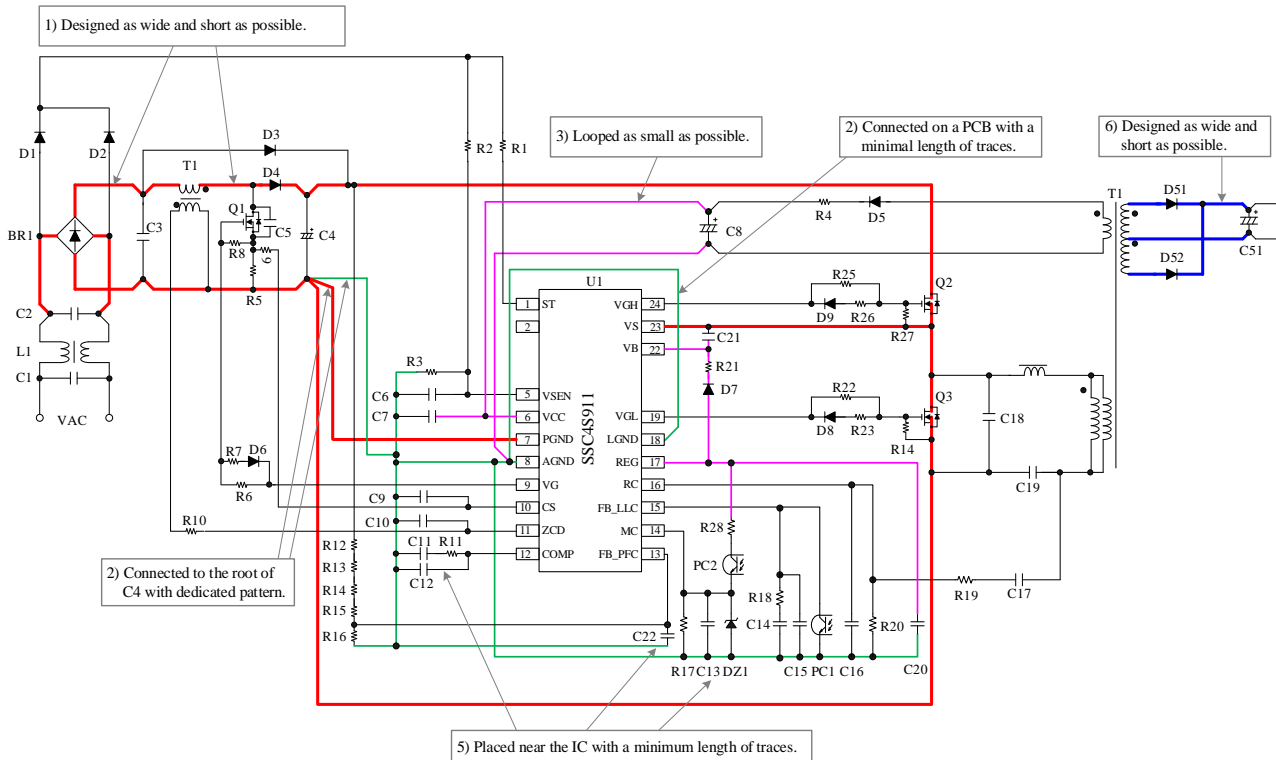 1) Designed as wide and short as possible.
3) Looped as small as possible.
2) Connected on a PCB with a
minimal length of traces.
6) Designed as wide and
short as possible.
D1
D2
D3
T1
D4
Q1
C3
C5
C4
R8
9
BR1
R5
C2
L1
C1
VAC
R2
R1
C8
R4
D5
T1
D51
D52
C51
U1
SSC4S911
1 ST
2
5 VSEN
6 VCC
7 PGND
8 AGND
9 VG
10 CS
11 ZCD
12 COMP
VGH 24
VS 23
VB 22
VGL 19
LGND 18
REG 17
RC 16
FB_LLC 15
MC 14
FB_PFC 13
R25
D9
R26
R27
Q2
C21
R21
D7
R22
D8
R23
R14
Q3
C18
C19
R3
C6
C7
R7
D6
R6
C9
C10
R10
C11
R11
C12
R12
R13
R14
R15
R16
C22
R28
PC2
R18
C14
R20
R19
C17
R17
C13
DZ1
C15
PC1
C16
C20
2) Connected to the root of
C4 with dedicated pattern.
5) Placed near the IC with a minimum length of traces.